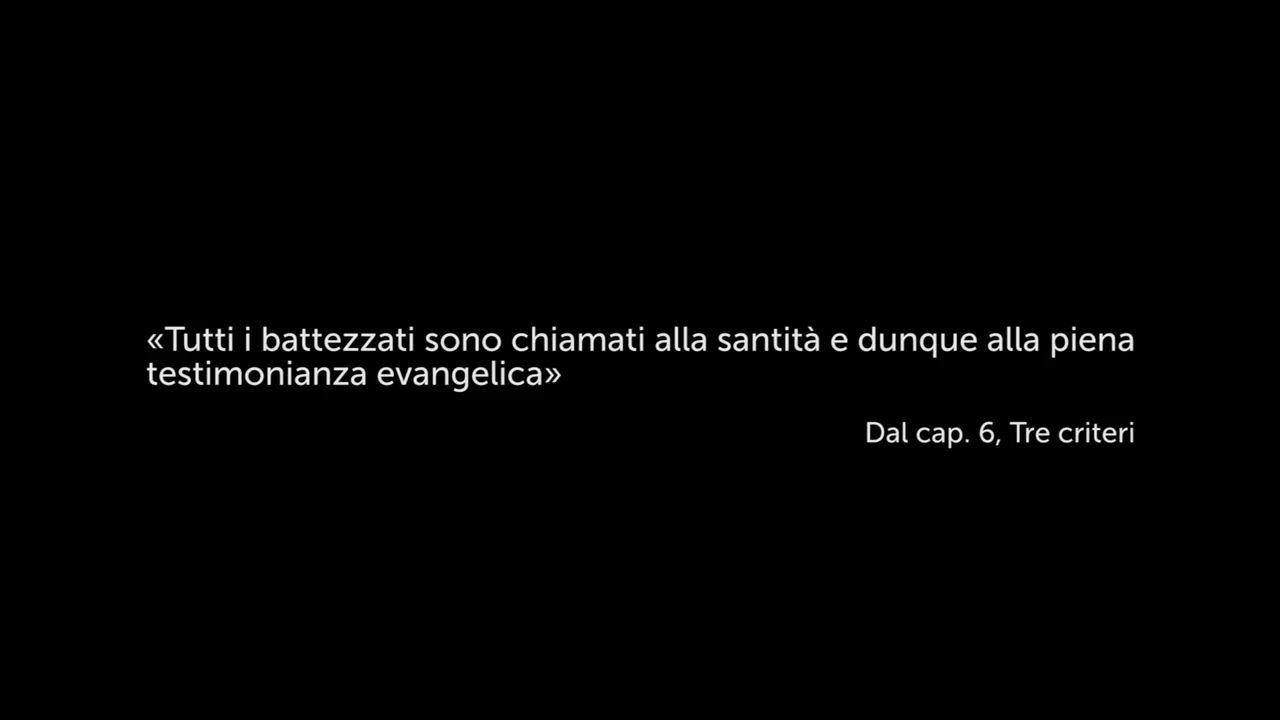 «Tutti i battezzati sono chiamati alla santità e dunque alla piena
testimonianza evangelica»
Dal cap. 6, Tre criteri